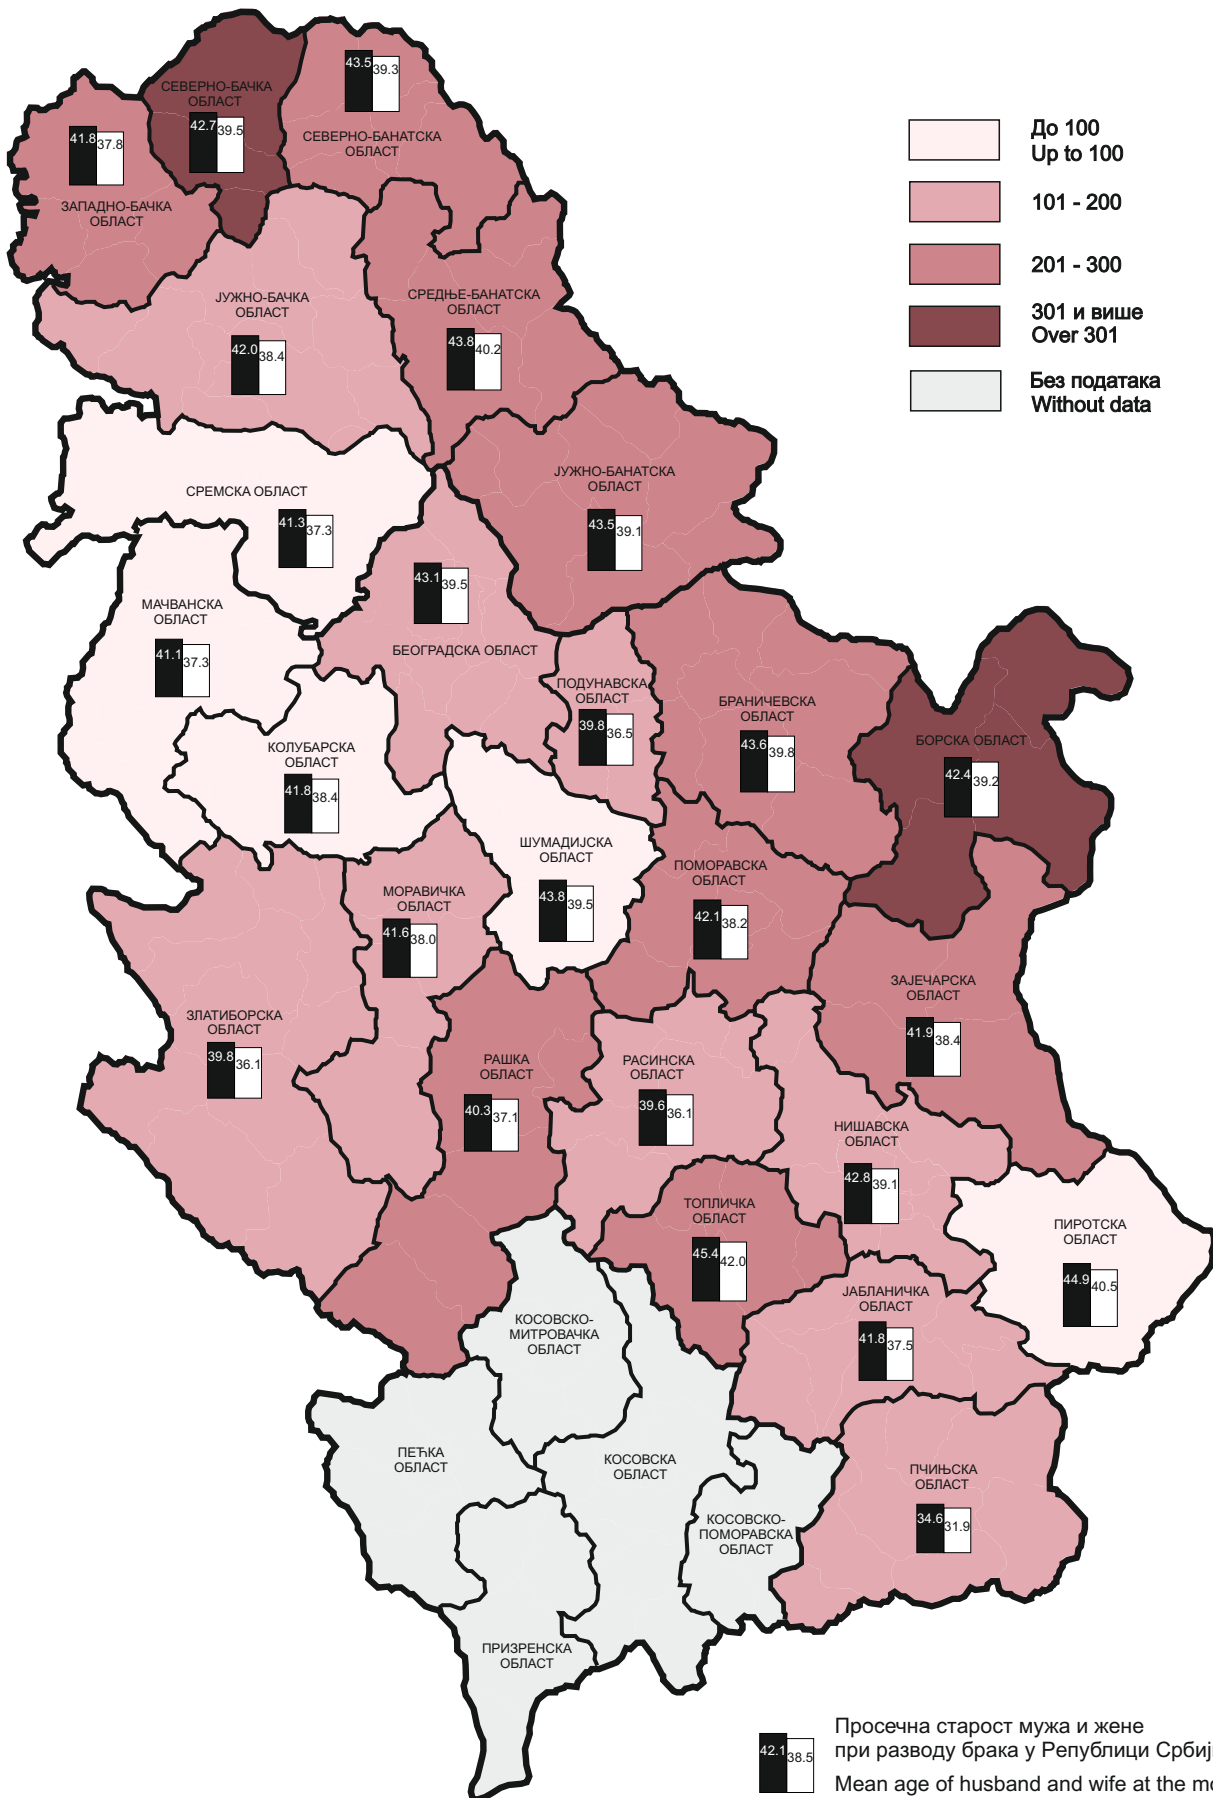 43.5 39.3
СЕВЕРНО-БАЧКА
ОБЛАСТ
42.7 39.5
СЕВЕРНО-БАНАТСКА
ОБЛАСТ
41.8 37.8
ЗАПАДНО-БАЧКА
ОБЛАСТ
До 100
Up to 100
101 - 200
201 - 300
301 и више
Over 301
Без података
Without data
ЈУЖНО-БАЧКА
ОБЛАСТ
42.0 38.4
СРЕДЊЕ-БАНАТСКА
ОБЛАСТ
43.8 40.2
СРЕМСКА ОБЛАСТ
41.3 37.3
ЈУЖНО-БАНАТСКА
ОБЛАСТ
43.5 39.1
43.1 39.5
БЕОГРАДСКА ОБЛАСТ
МАЧВАНСКА
ОБЛАСТ
41.1 37.3
ПОДУНАВСКА
ОБЛАСТ
39.8 36.5
БРАНИЧЕВСКА
ОБЛАСТ
43.6 39.8
БОРСКА ОБЛАСТ
42.4 39.2
КОЛУБАРСКА
ОБЛАСТ
41.8 38.4
ШУМАДИЈСКА
ОБЛАСТ
43.8 39.5
ПОМОРАВСКА
ОБЛАСТ
42.1 38.2
МОРАВИЧКА
ОБЛАСТ
41.6 38.0
ЗАЈЕЧАРСКА
ОБЛАСТ
41.9 38.4
ЗЛАТИБОРСКА
ОБЛАСТ
39.8 36.1
РАШКА
ОБЛАСТ
40.3 37.1
РАСИНСКА
ОБЛАСТ
39.6 36.1
НИШАВСКА
ОБЛАСТ
42.8 39.1
ТОПЛИЧКА
ОБЛАСТ
45.4 42.0
ПИРОТСКА
ОБЛАСТ
44.9 40.5
ЈАБЛАНИЧКА
ОБЛАСТ
41.8 37.5
КОСОВСКО-
МИТРОВАЧКА
ОБЛАСТ
ПЕЋКА
ОБЛАСТ
КОСОВСКА
ОБЛАСТ
ПЧИЊСКА
ОБЛАСТ
34.6 31.9
КОСОВСКО-
ПОМОРАВСКА
ОБЛАСТ
ПРИЗРЕНСКА
ОБЛАСТ
42.1 38.5
Просечна старост мужа и жене
при разводу брака у Републици Србиј
Mean age of husband and wife at the mo